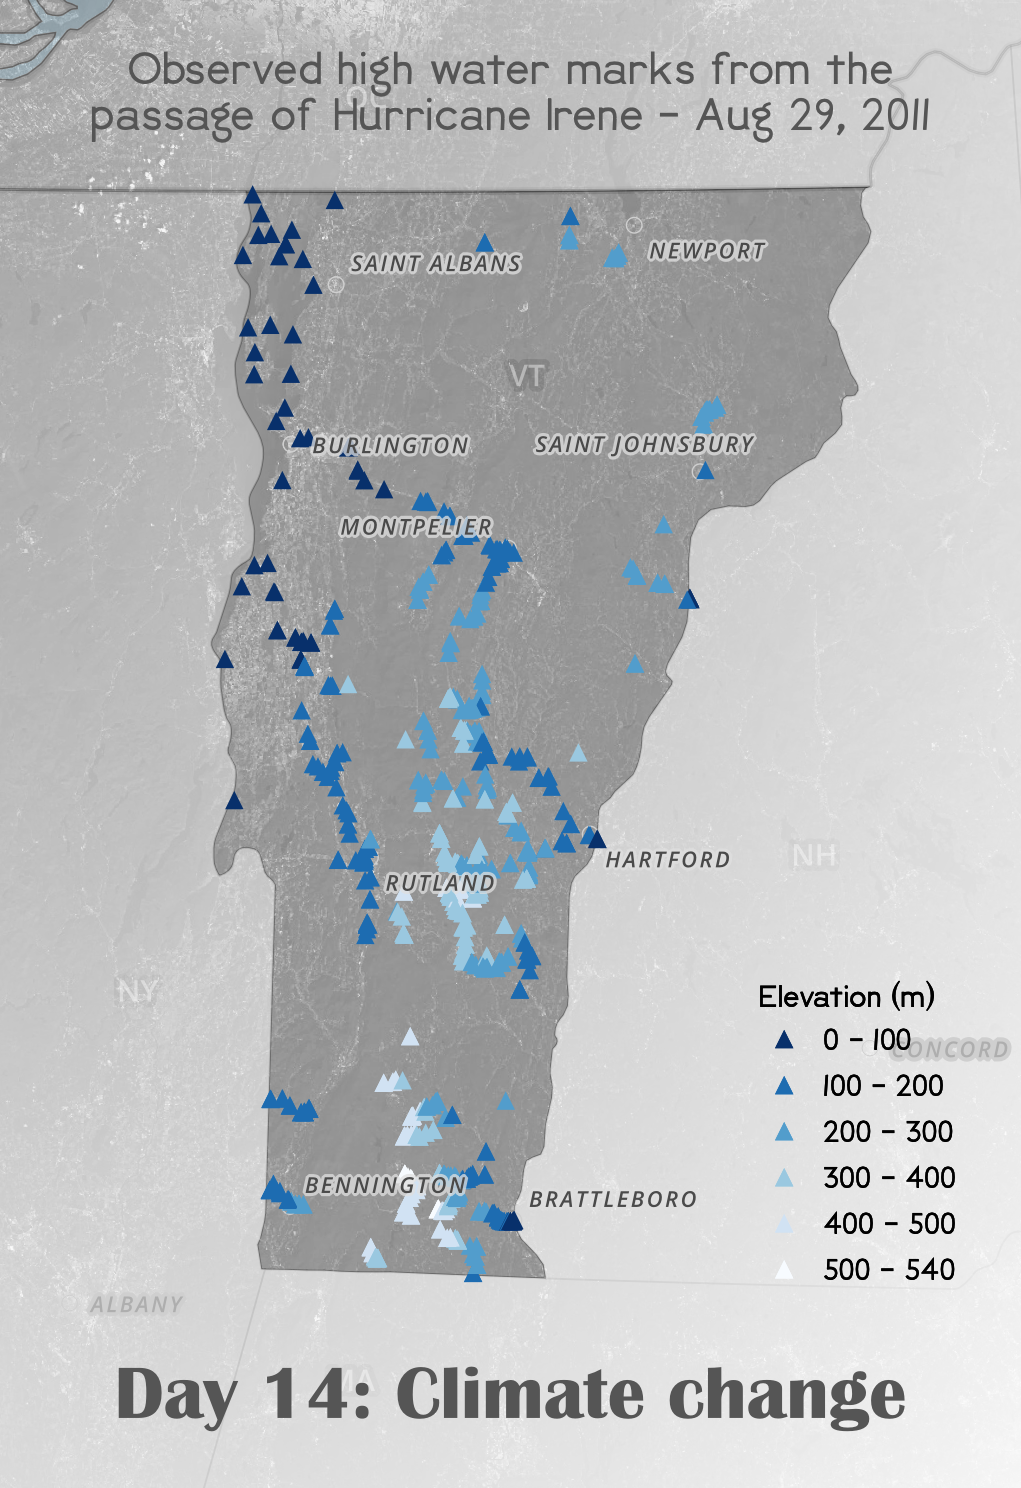 Observed high water marks from the
QC
passage of Hurricane Irene – Aug 29, 2011
NEWPORT
SAINT ALBANS
VT
BURLINGTON
SAINT JOHNSBURY
MONTPELIER
HARTFORD
NH
RUTLAND
NY
Elevation (m)
0 – 100
CONCORD
100 – 200
200 – 300
300 – 400
BENNINGTON
BRATTLEBORO
400 – 500
500 – 540
ALBANY
MA
Day 14: Climate change